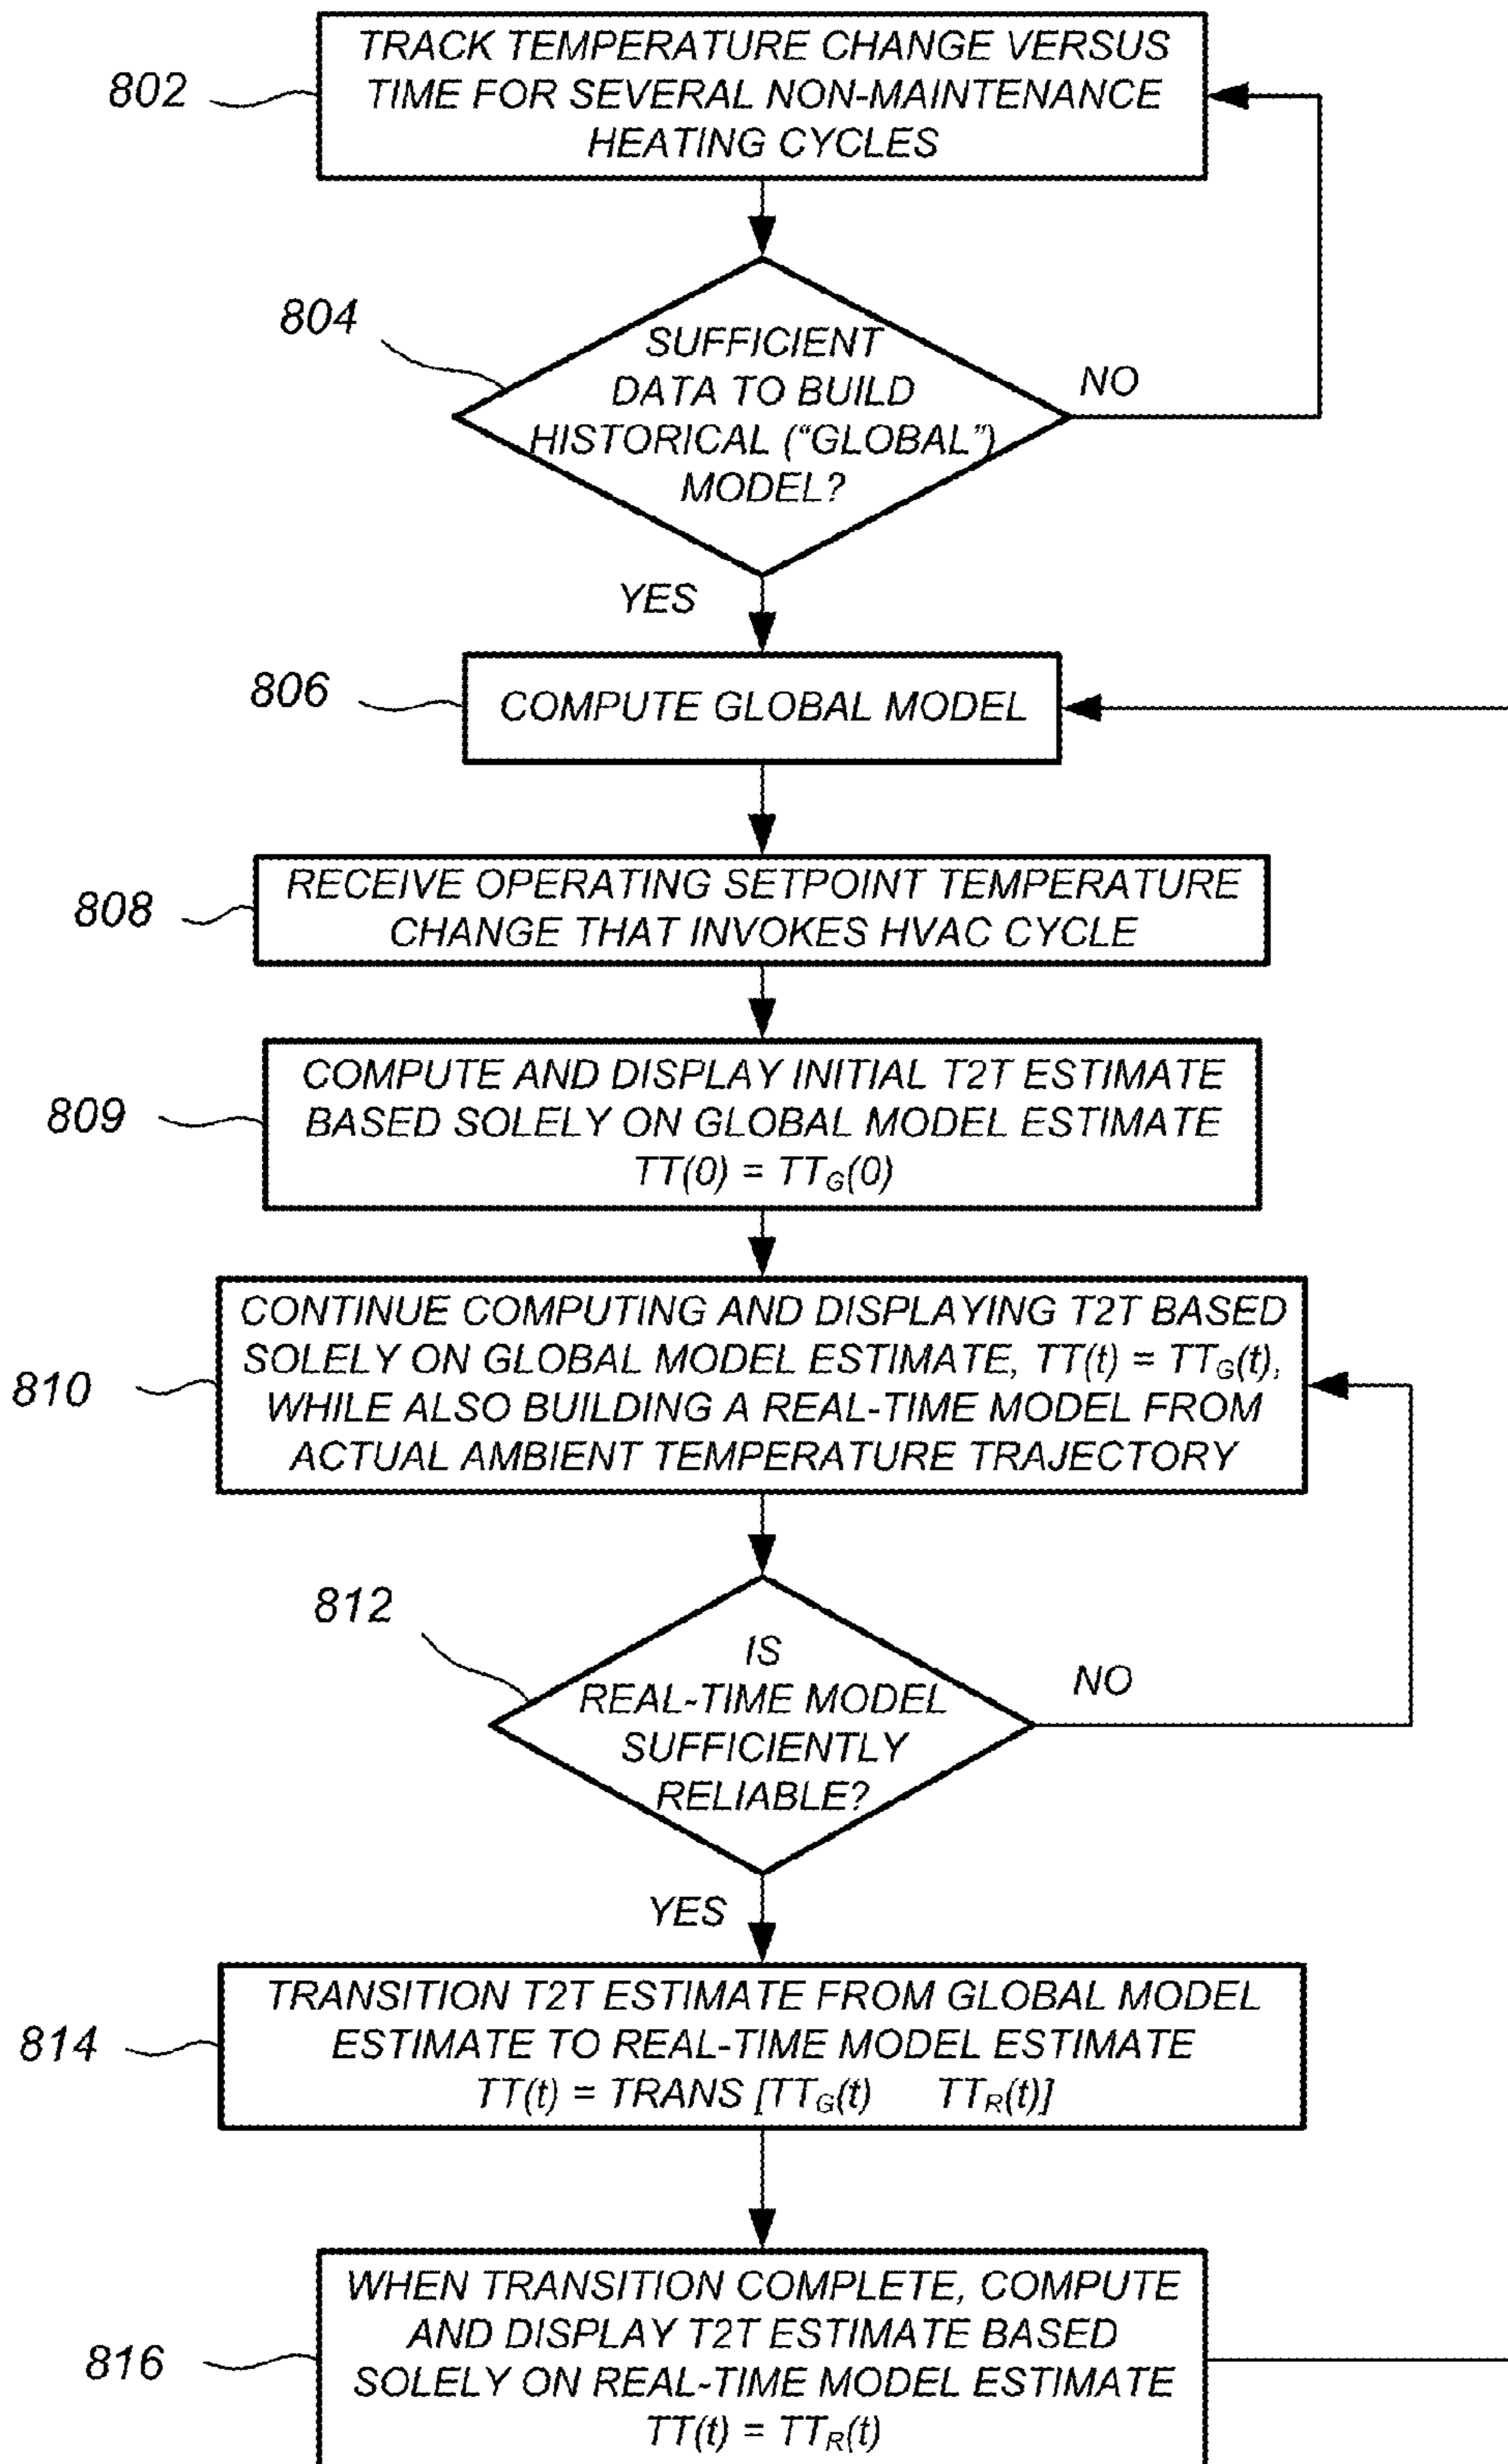 802
TRACK TEMPERATURE CHANGE VERSUS
TIME FOR SEVERAL NON-MAINTENANCE
HEATING CYCLES
804
SUFFICIENT
DATA TO BUILD
HISTORICAL (“GLOBAL”)
MODEL?
NO
YES
806
COMPUTE GLOBAL MODEL
808
RECEIVE OPERATING SETPOINT TEMPERATURE
CHANGE THAT INVOKES HVAC CYCLE
809
COMPUTE AND DISPLAY INITIAL T2T ESTIMATE
BASED SOLELY ON GLOBAL MODEL ESTIMATE
TT(0) = TT_G(0)
810
CONTINUE COMPUTING AND DISPLAYING T2T BASED
SOLELY ON GLOBAL MODEL ESTIMATE, TT(t) = TT_G(t),
WHILE ALSO BUILDING A REAL-TIME MODEL FROM
ACTUAL AMBIENT TEMPERATURE TRAJECTORY
812
IS
REAL-TIME MODEL
SUFFICIENTLY
RELIABLE?
NO
YES
814
TRANSITION T2T ESTIMATE FROM GLOBAL MODEL
ESTIMATE TO REAL-TIME MODEL ESTIMATE
TT(t) = TRANS [TT_G(t) TT_R(t)]
816
WHEN TRANSITION COMPLETE, COMPUTE
AND DISPLAY T2T ESTIMATE BASED
SOLELY ON REAL-TIME MODEL ESTIMATE
TT(t) = TT_R(t)